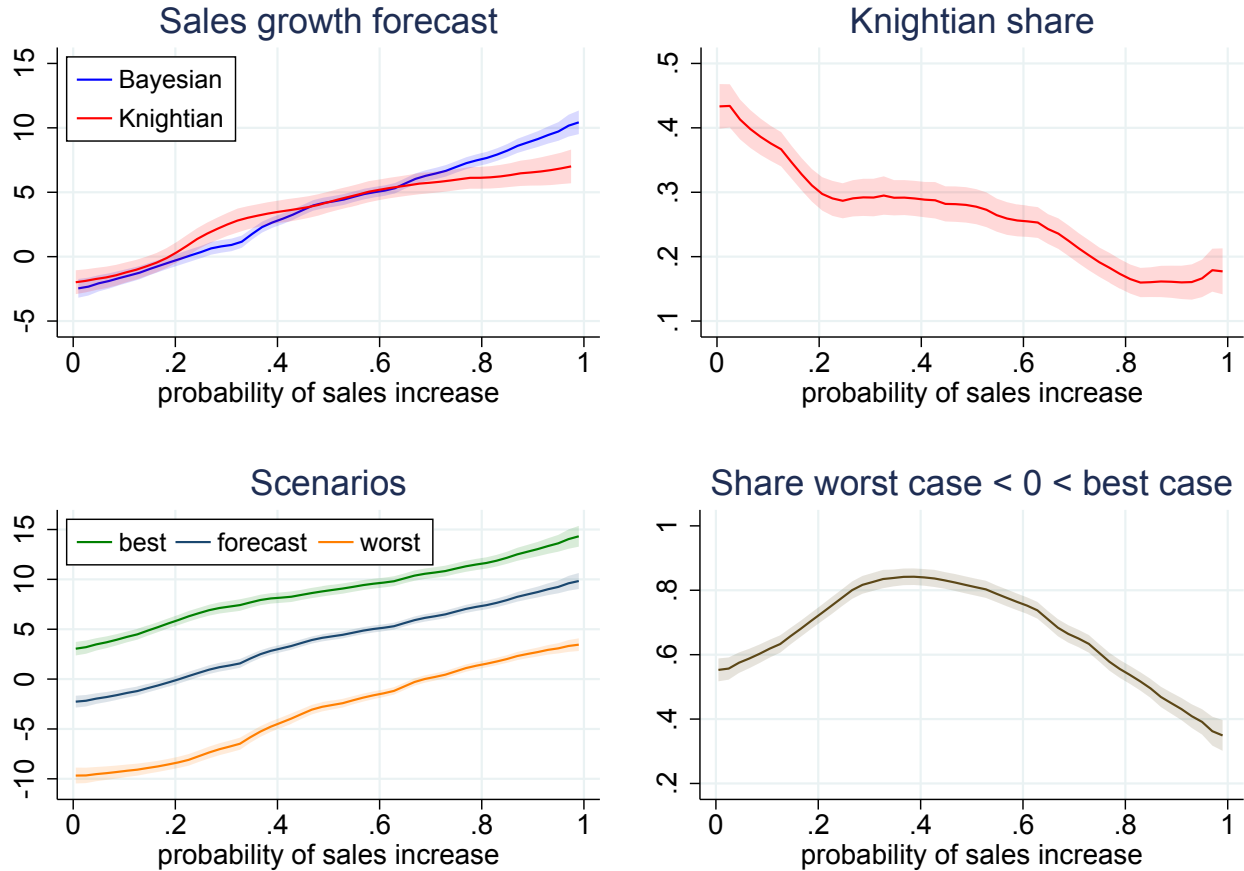 Sales growth forecast
15
10
5
0
-5
Bayesian
Knightian
0 .2 .4 .6 .8 1
probability of sales increase
Knightian share
.5
.4
.3
.2
.1
0 .2 .4 .6 .8 1
probability of sales increase
Scenarios
best forecast worst
15
10
5
0
-5
-10
0 .2 .4 .6 .8 1
probability of sales increase
Share worst case < 0 < best case
1
.8
.6
.4
.2
0 .2 .4 .6 .8 1
probability of sales increase